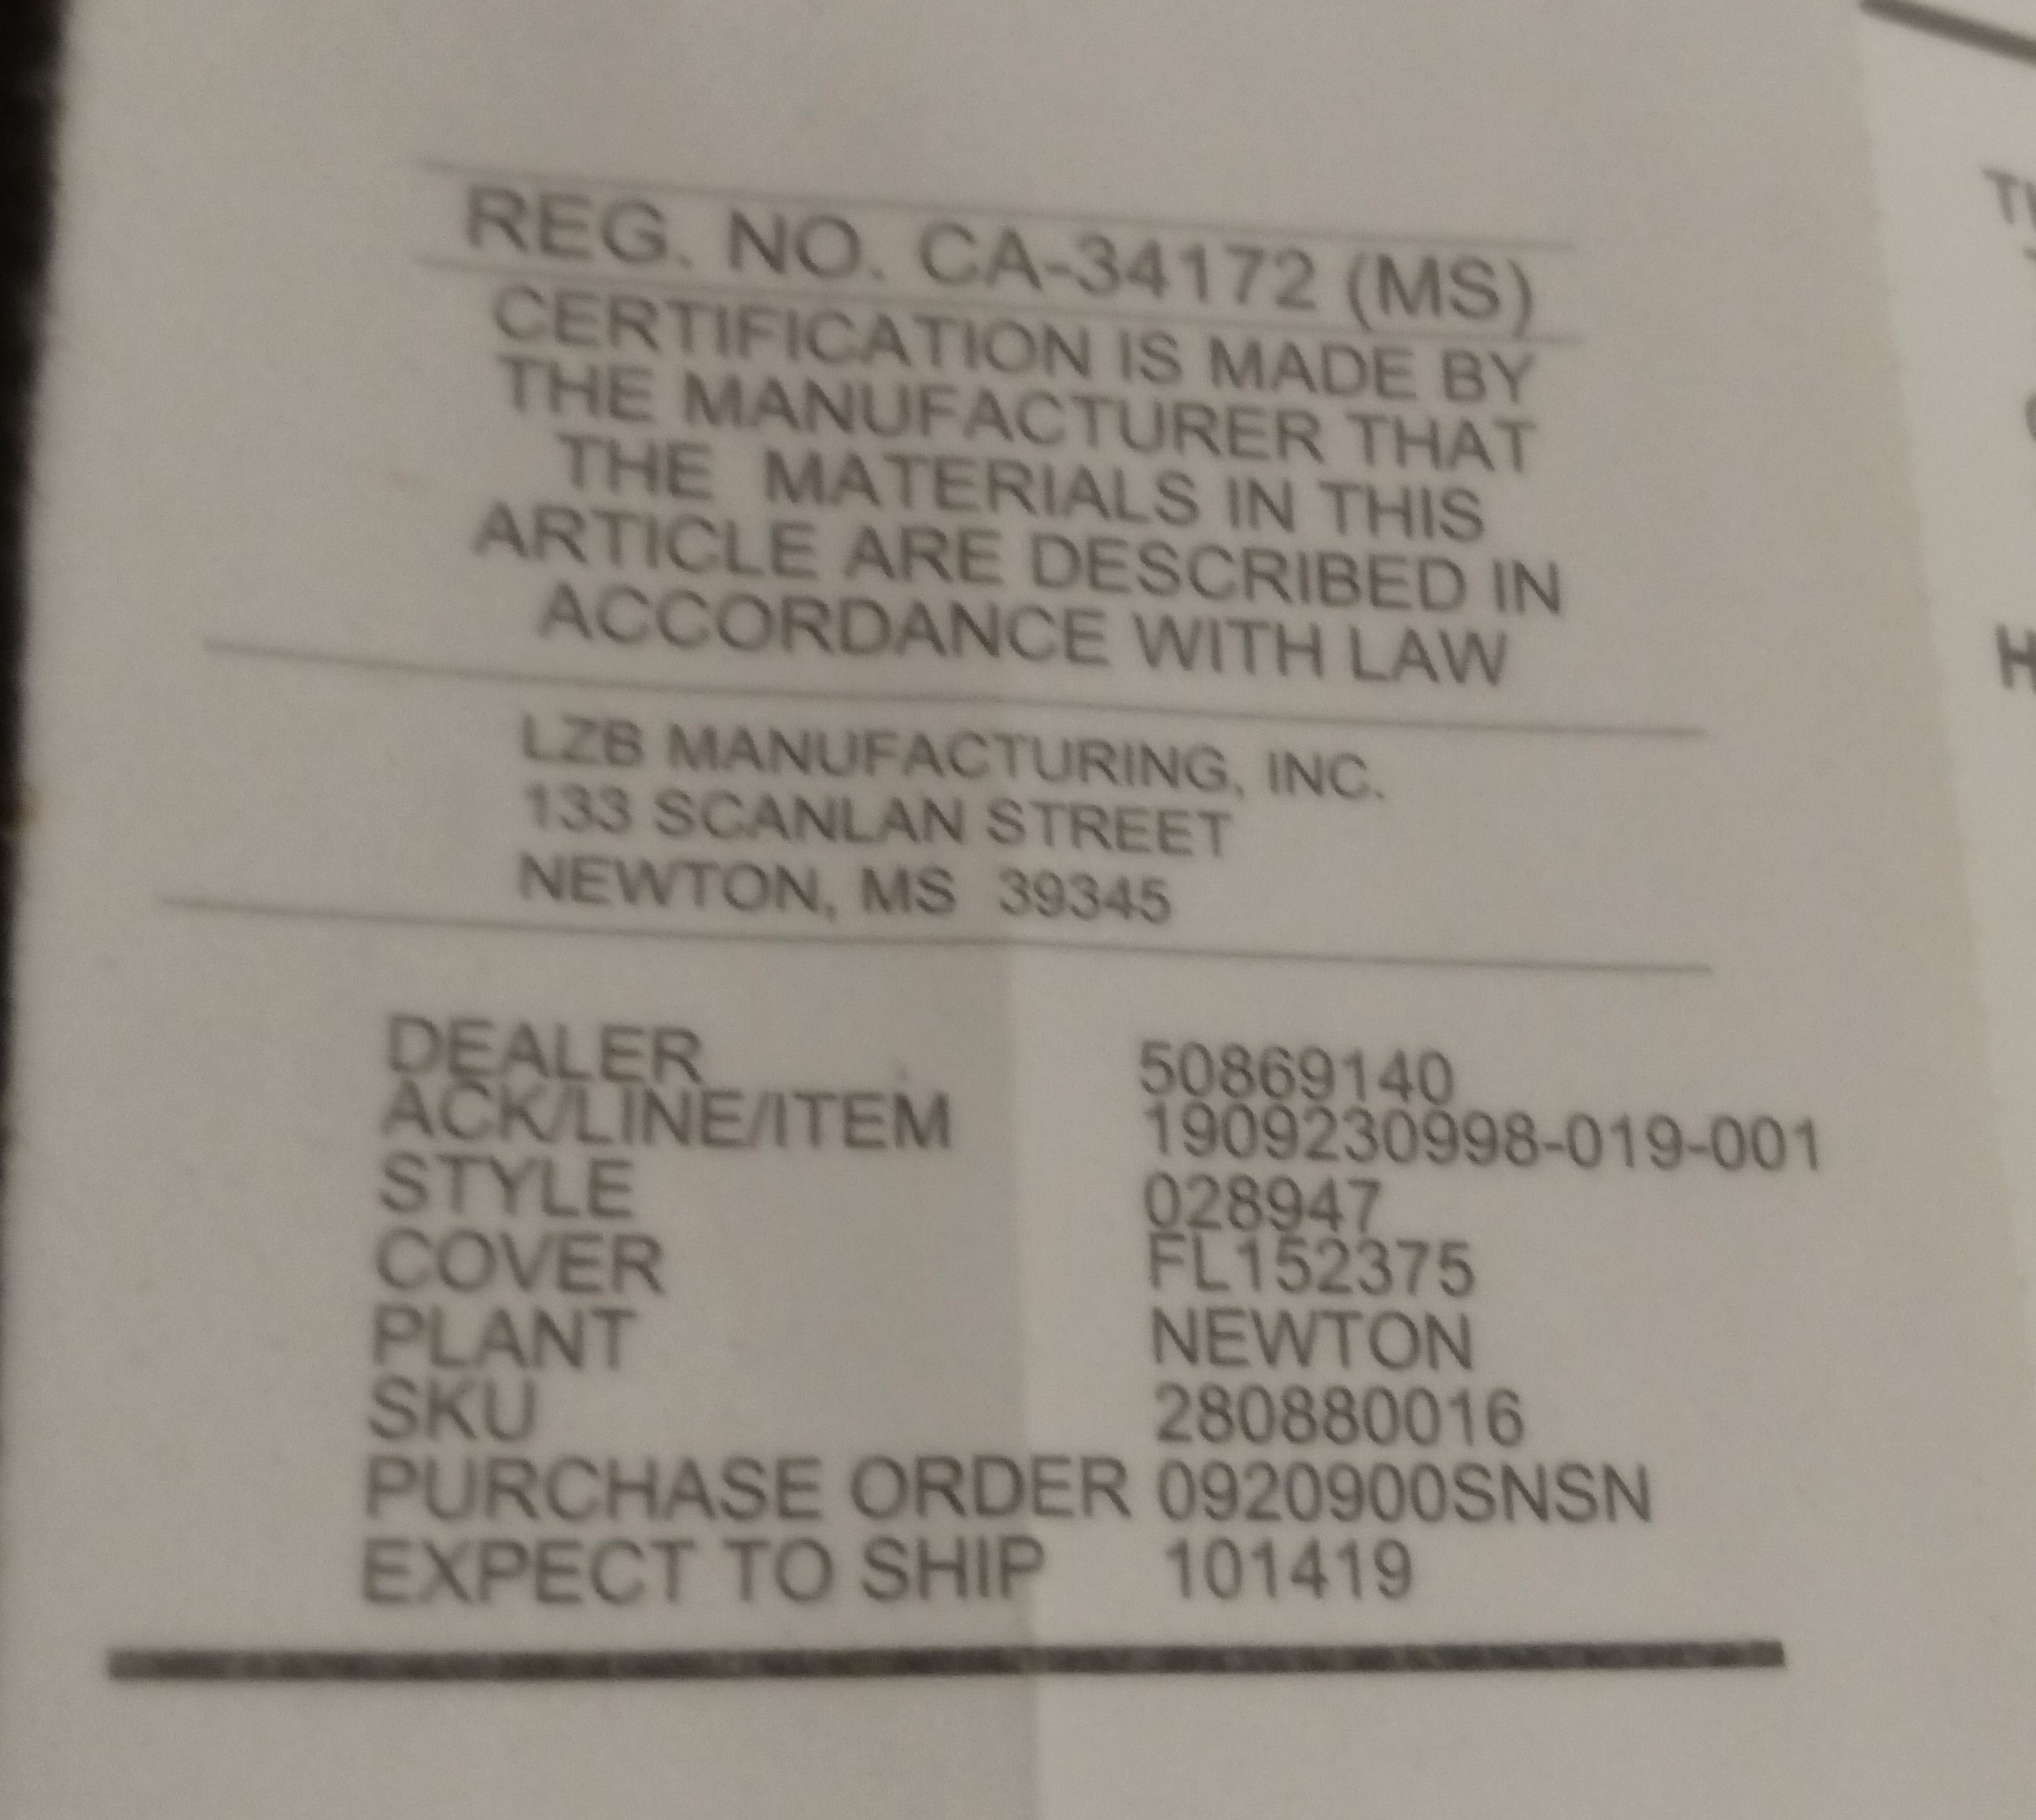 REG. NO. CA-34172 (MS)
CERTIFICATION IS MADE BY
THE MANUFACTURER THAT
THE MATERIALS IN THIS
ARTICLE ARE DESCRIBED IN
ACCORDANCE WITH LAW
LZB MANUFACTURING, INC.
133 SCANLAN STREET
NEWTON, MS 39345
DEALER 50869140
ACK/LINE/ITEM 1909230998-019-001
STYLE 028947
COVER FL152375
PLANT NEWTON
SKU 280880016
PURCHASE ORDER 0920900SNSN
EXPECT TO SHIP 101419